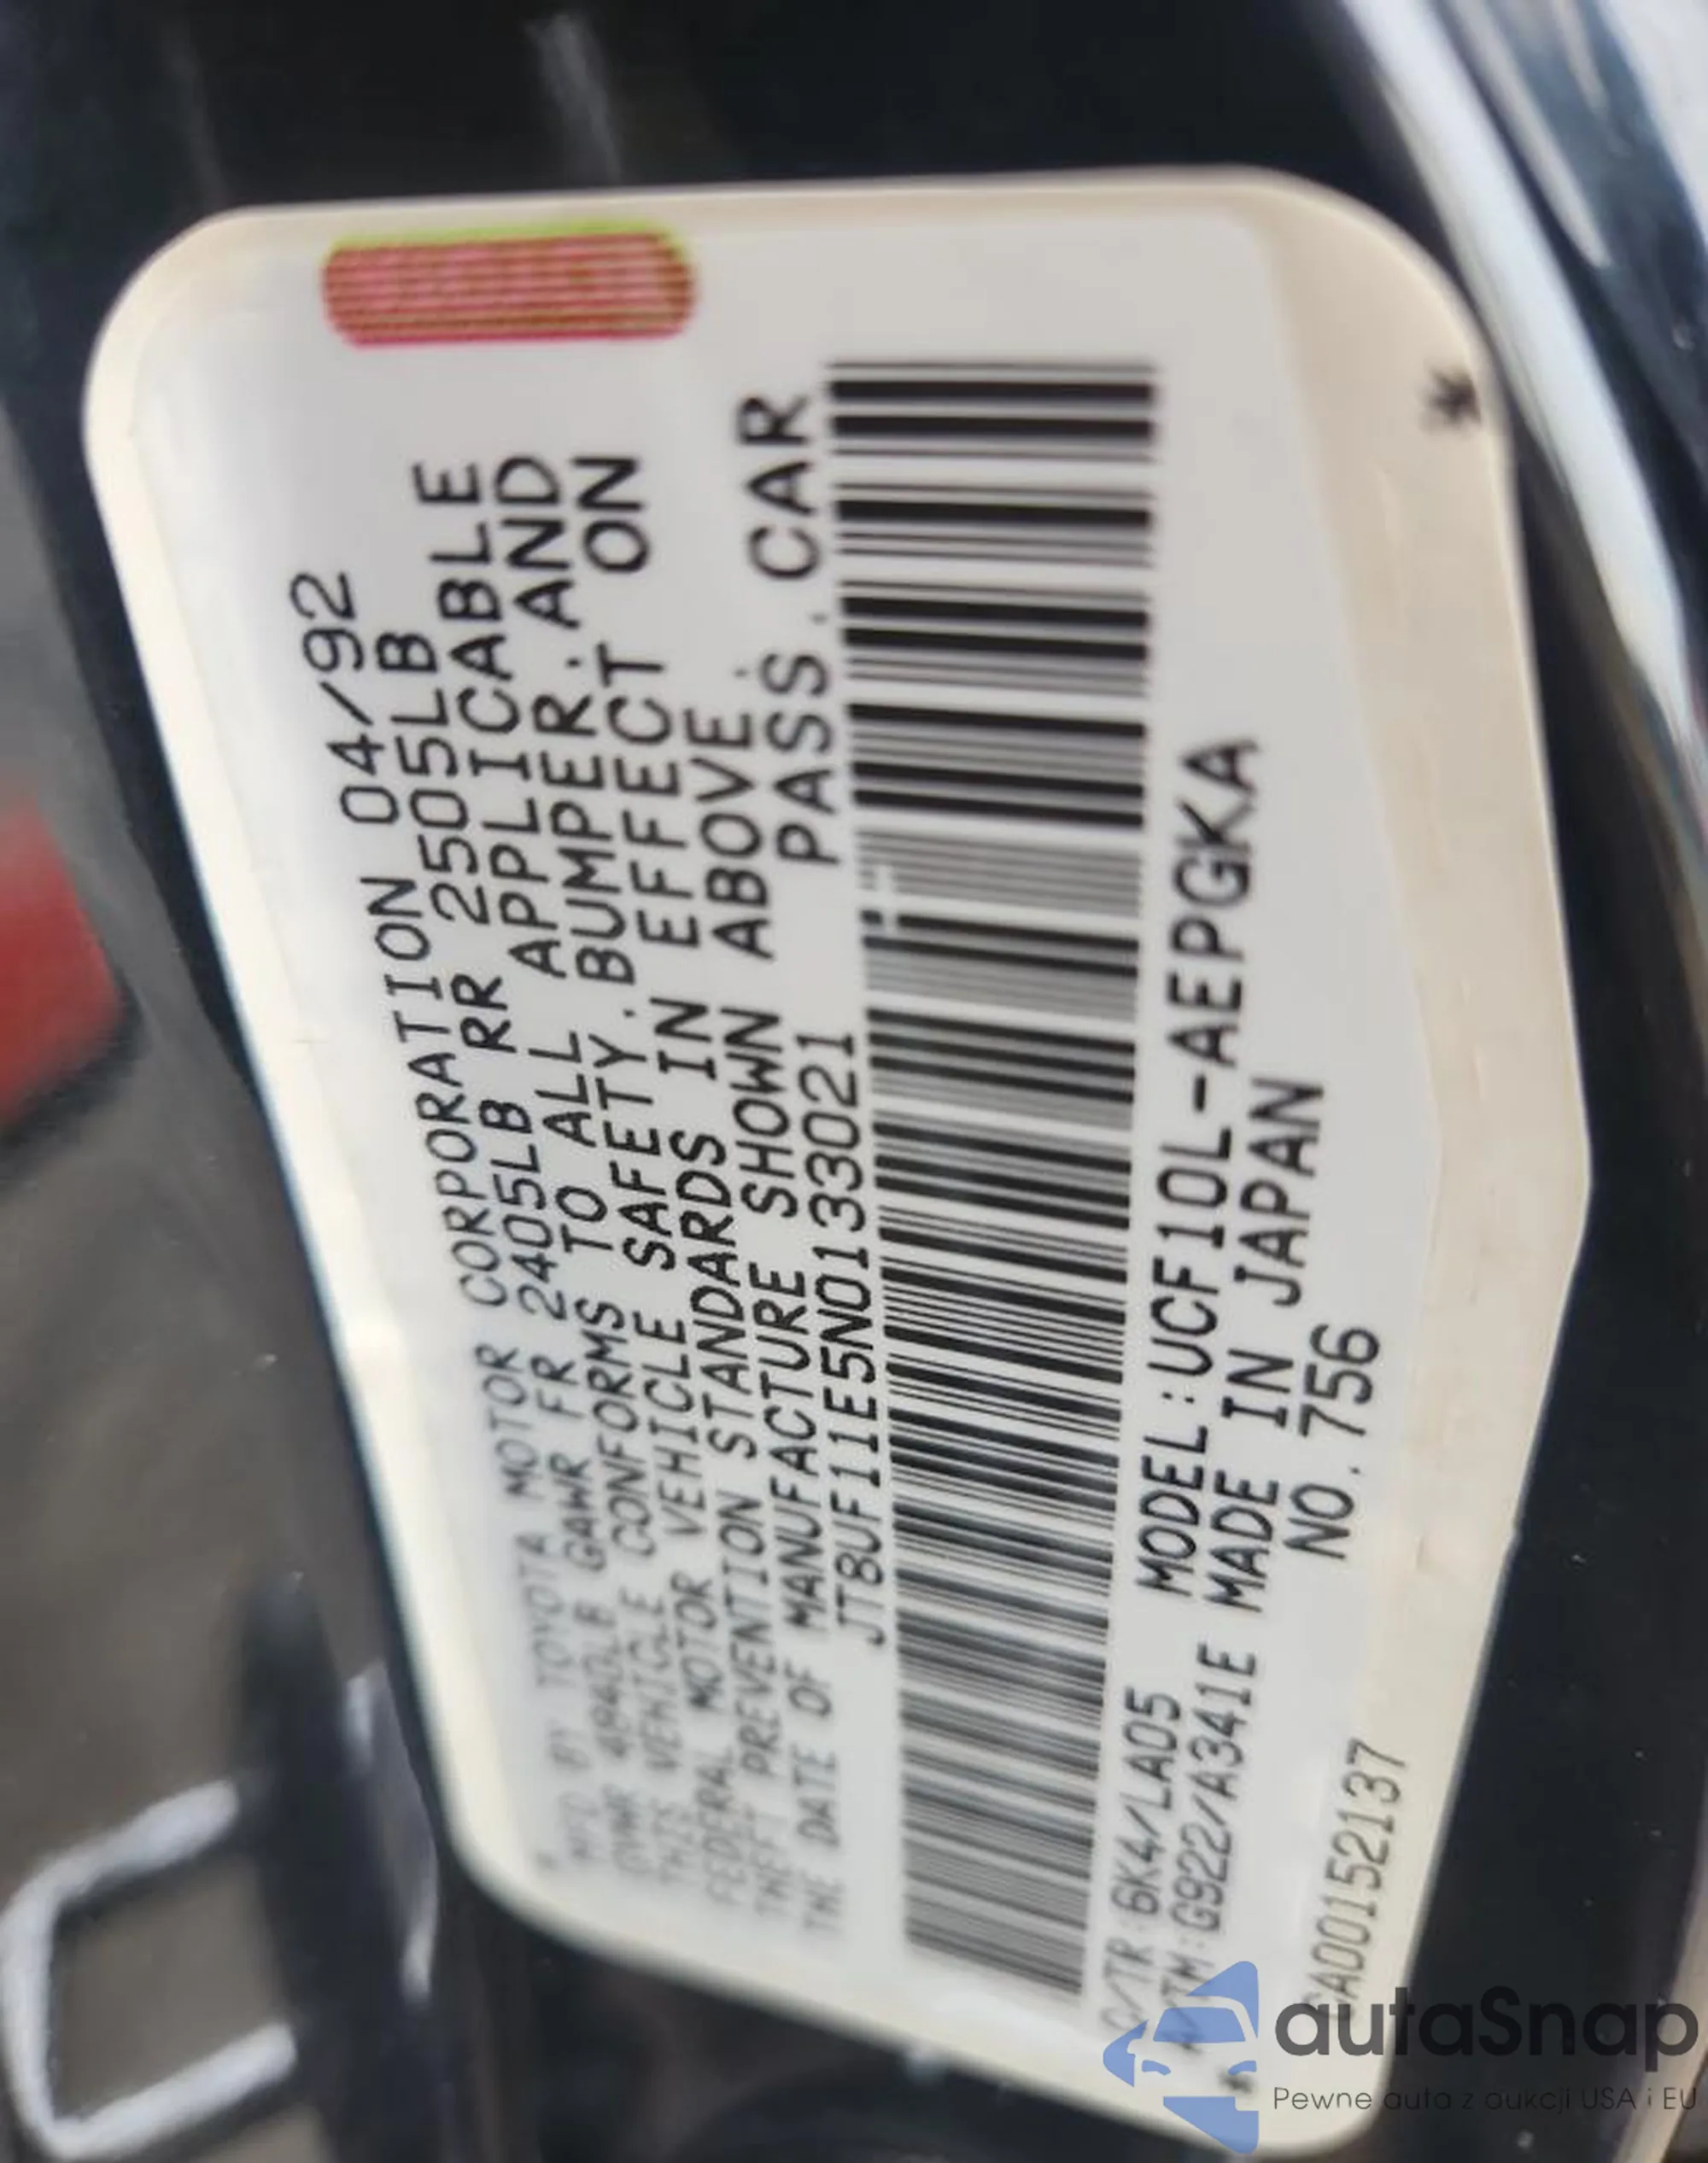 MFD BY TOYOTA MOTOR CORPORATION 04/92
GVWR 4840LB GAWR FR 2405LB RR 2505LB
THIS VEHICLE CONFORMS TO ALL APPLICABLE
FEDERAL MOTOR VEHICLE SAFETY. BUMPER. AND
THEFT PREVENTION STANDARDS IN EFFECT ON
THE DATE OF MANUFACTURE SHOWN ABOVE.
JT8UF11E5N0133021 PASS. CAR
C/TR:6K4/LA05 MODEL:UCF10L-AEPGKA
A/TM:G922/A341E MADE IN JAPAN
NO.756
CA00152137
autaSnap
Pewne auta z aukcji USA i EU